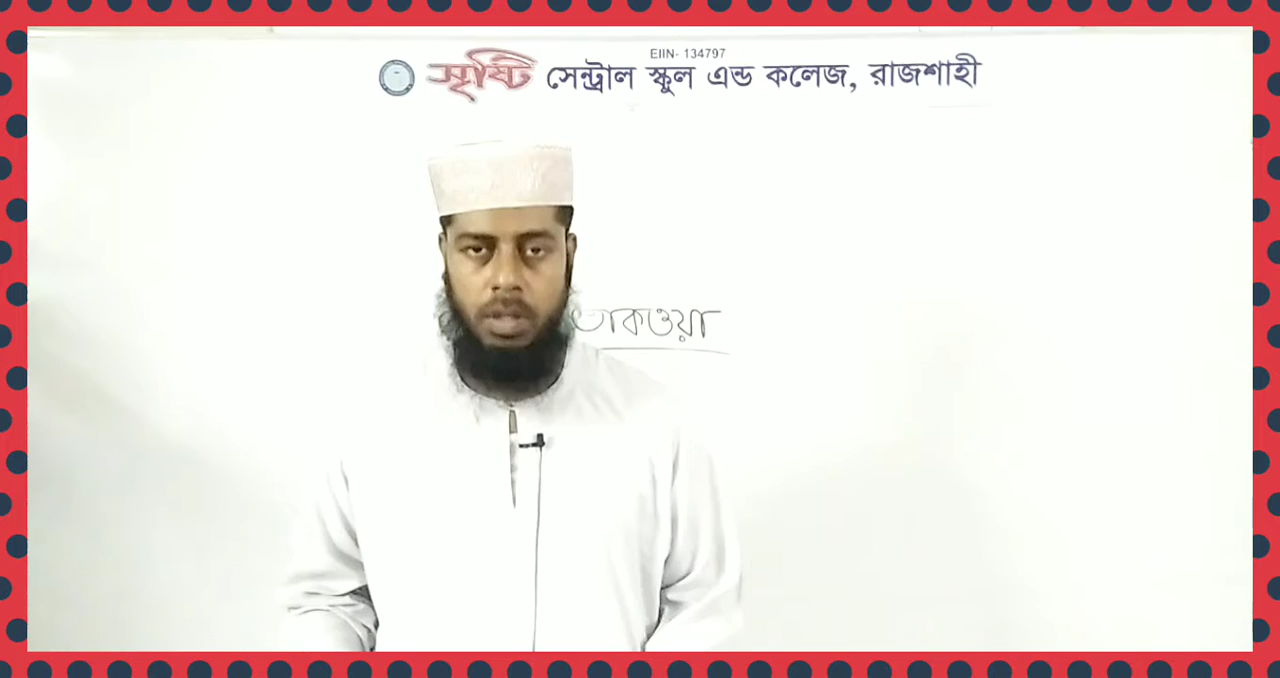 EIIN- 134797
সৃষ্টি সেন্ট্রাল স্কুল এন্ড কলেজ, রাজশাহী
তাকওয়া